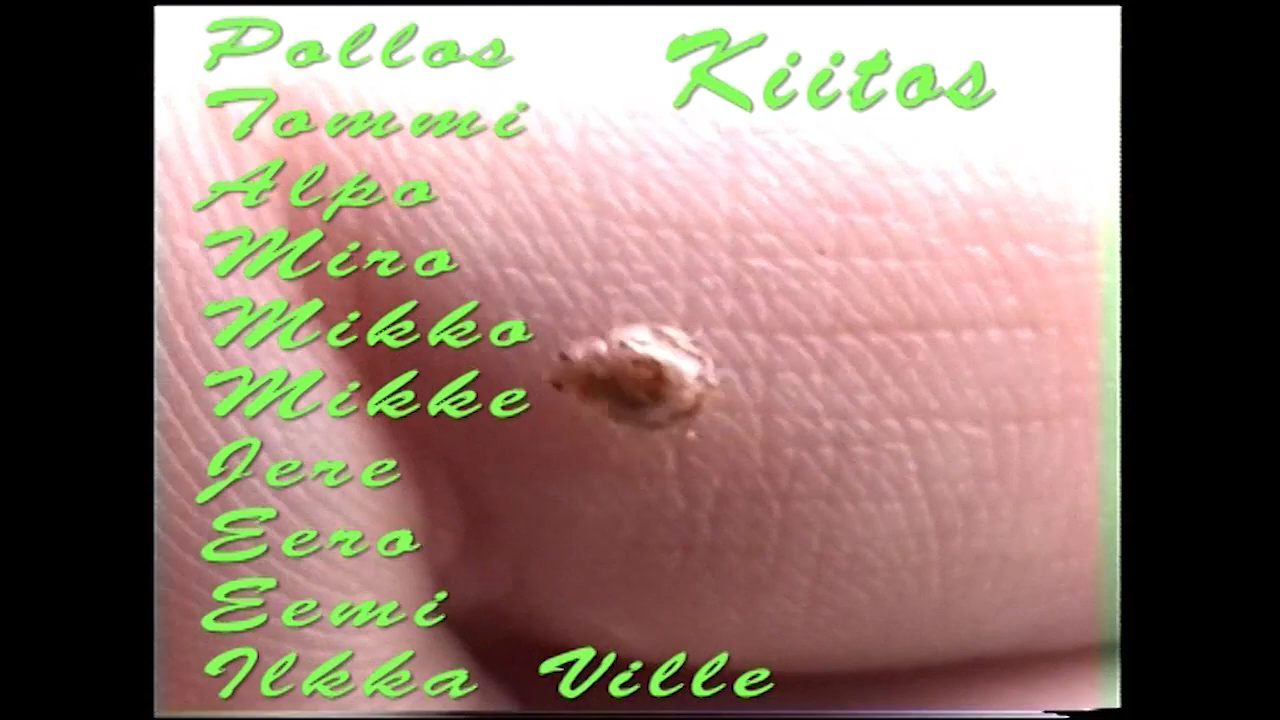 Kiitos
Pollos
Tommi
Alpo
Miro
Mikko
Mikke
Jere
Eero
Eemi
Ilkka Ville